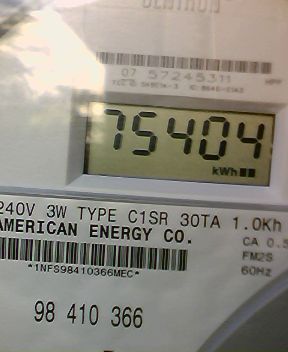 CENTRON
07 57245311
75404
kWh
240V 3W TYPE C1SR 30TA 1.0Kh
AMERICAN ENERGY CO.
CA 0.5
FM2S
60Hz
*1NFS98410366MEC*
98 410 366